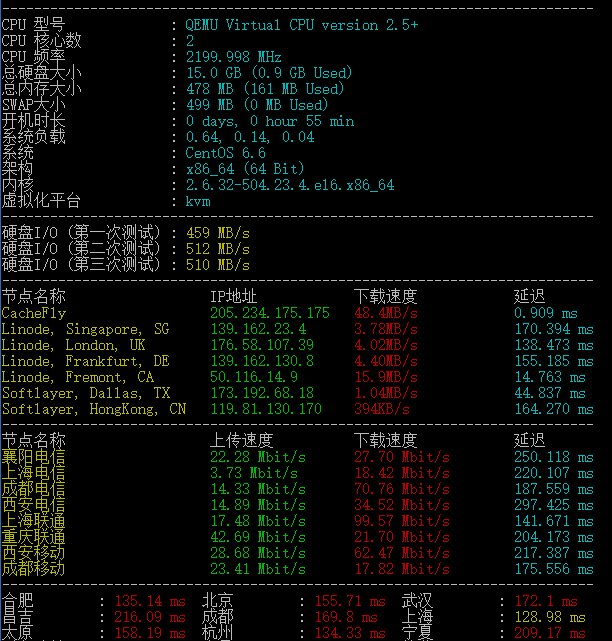 CPU 型号 : QEMU Virtual CPU version 2.5+
CPU 核心数 : 2
CPU 频率 : 2199.998 MHz
总硬盘大小 : 15.0 GB (0.9 GB Used)
总内存大小 : 478 MB (161 MB Used)
SWAP大小 : 499 MB (0 MB Used)
开机时长 : 0 days, 0 hour 55 min
系统负载 : 0.64, 0.14, 0.04
系统 : CentOS 6.6
架构 : x86_64 (64 Bit)
内核 : 2.6.32-504.23.4.el6.x86_64
虚拟化平台 : kvm
硬盘I/O (第一次测试) : 459 MB/s
硬盘I/O (第二次测试) : 512 MB/s
硬盘I/O (第三次测试) : 510 MB/s
节点名称 IP地址 下载速度 延迟
CacheFly 205.234.175.175 48.4MB/s 0.909 ms
Linode, Singapore, SG 139.162.23.4 3.78MB/s 170.394 ms
Linode, London, UK 176.58.107.39 4.02MB/s 138.473 ms
Linode, Frankfurt, DE 139.162.130.8 4.40MB/s 155.185 ms
Linode, Fremont, CA 50.116.14.9 15.9MB/s 14.763 ms
Softlayer, Dallas, TX 173.192.68.18 1.04MB/s 44.837 ms
Softlayer, HongKong, CN 119.81.130.170 394KB/s 164.270 ms
节点名称 上传速度 下载速度 延迟
襄阳电信 22.28 Mbit/s 27.70 Mbit/s 250.118 ms
上海电信 3.73 Mbit/s 18.42 Mbit/s 220.107 ms
成都电信 14.33 Mbit/s 70.76 Mbit/s 187.559 ms
西安电信 14.89 Mbit/s 34.52 Mbit/s 297.425 ms
上海联通 17.48 Mbit/s 99.57 Mbit/s 141.671 ms
重庆联通 42.69 Mbit/s 21.70 Mbit/s 204.173 ms
西安移动 28.68 Mbit/s 62.47 Mbit/s 217.387 ms
成都移动 23.41 Mbit/s 17.82 Mbit/s 175.556 ms
合肥 : 135.14 ms 北京 : 155.71 ms 武汉 : 172.1 ms
昌吉 : 216.09 ms 成都 : 169.8 ms 上海 : 128.98 ms
太原 : 158.19 ms 杭州 : 134.33 ms 宁夏 : 209.17 ms